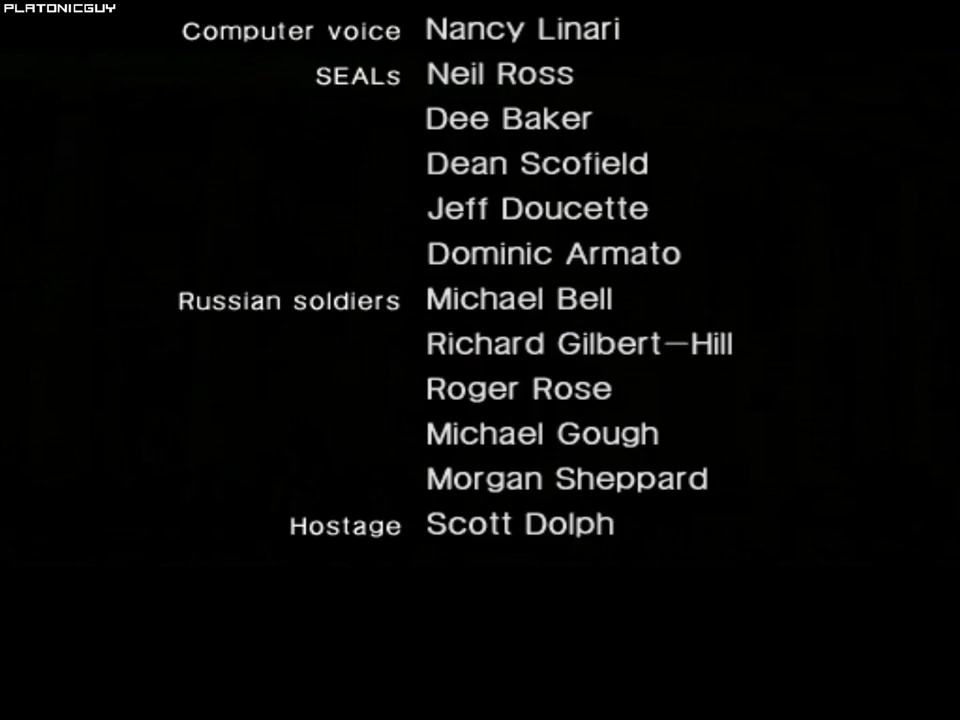 PLATONICGUY
Computer voice Nancy Linari
SEALs Neil Ross
Dee Baker
Dean Scofield
Jeff Doucette
Dominic Armato
Russian soldiers Michael Bell
Richard Gilbert-Hill
Roger Rose
Michael Gough
Morgan Sheppard
Hostage Scott Dolph